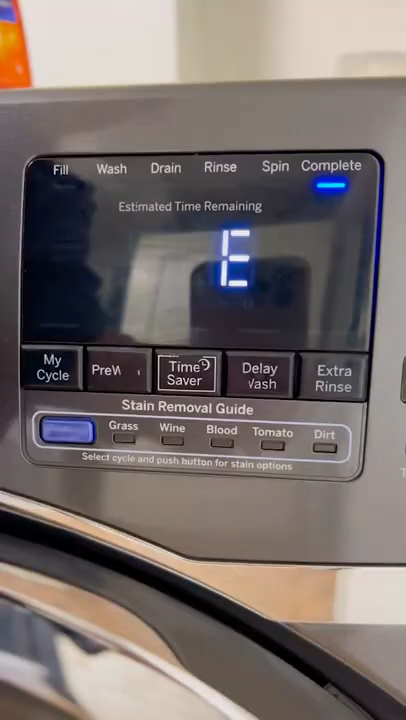 Fill Wash Drain Rinse Spin Complete
Estimated Time Remaining
E
My Cycle
Time Saver
Delay
Extra Rinse
Stain Removal Guide
Grass Wine Blood Tomato Dirt
Select cycle and push button for stain options